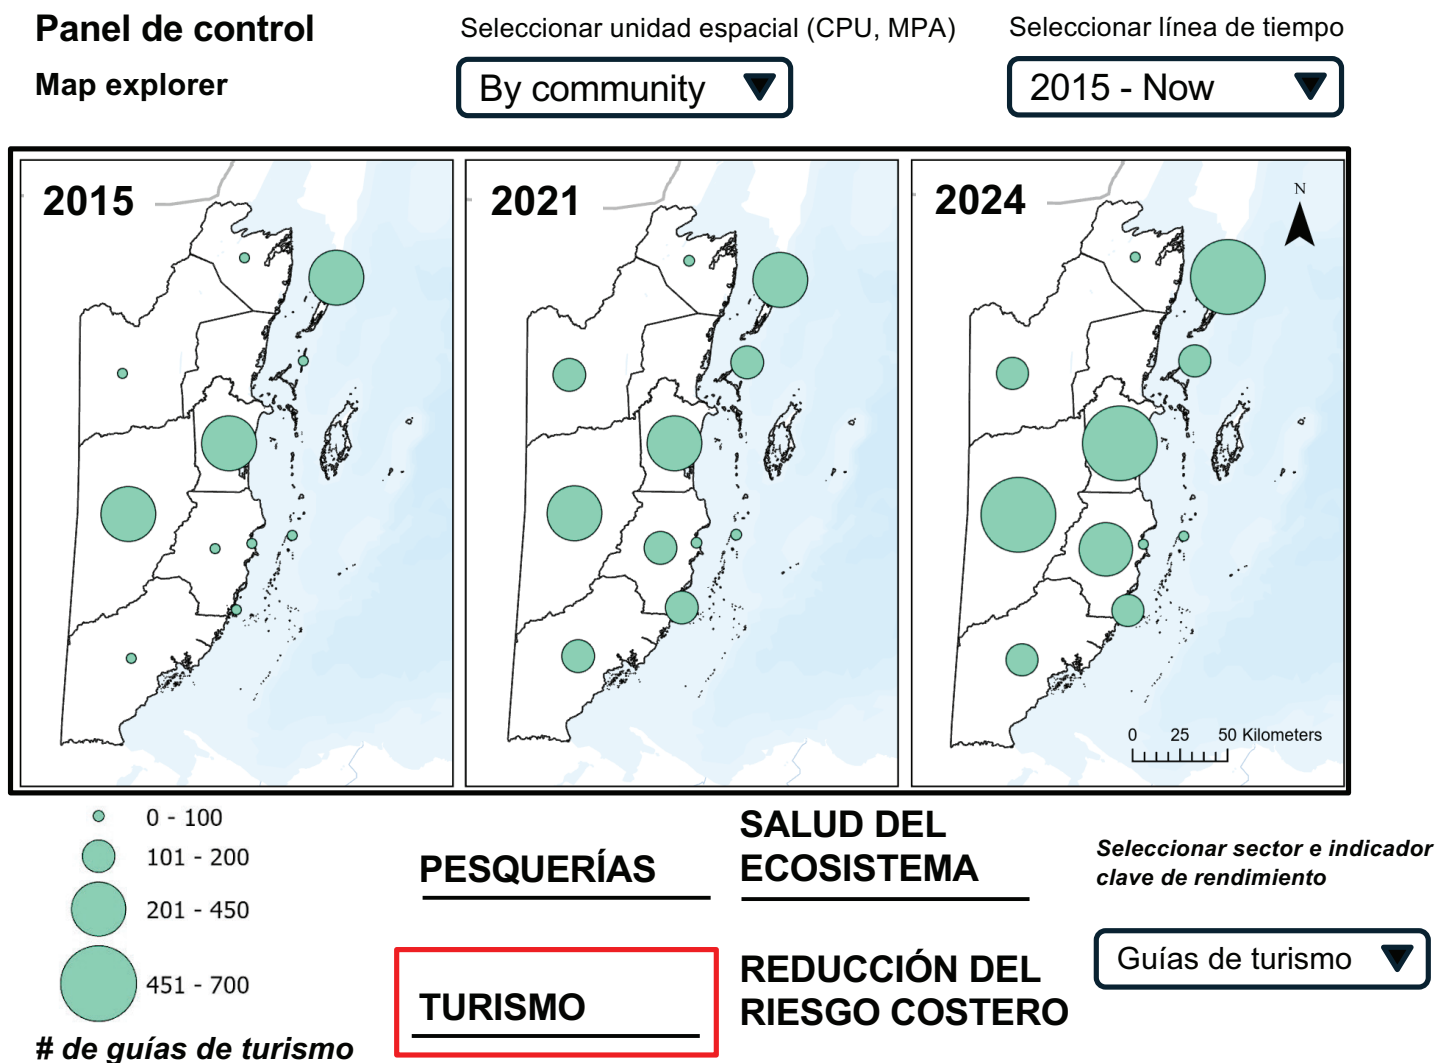 Panel de control
Map explorer
Seleccionar unidad espacial (CPU, MPA)
By community
Seleccionar línea de tiempo
2015 - Now
2015
2021
2024
N
0 25 50 Kilometers
0 - 100
101 - 200
201 - 450
451 - 700
# de guías de turismo
PESQUERÍAS
SALUD DEL
ECOSISTEMA
TURISMO
REDUCCIÓN DEL
RIESGO COSTERO
Seleccionar sector e indicador
clave de rendimiento
Guías de turismo